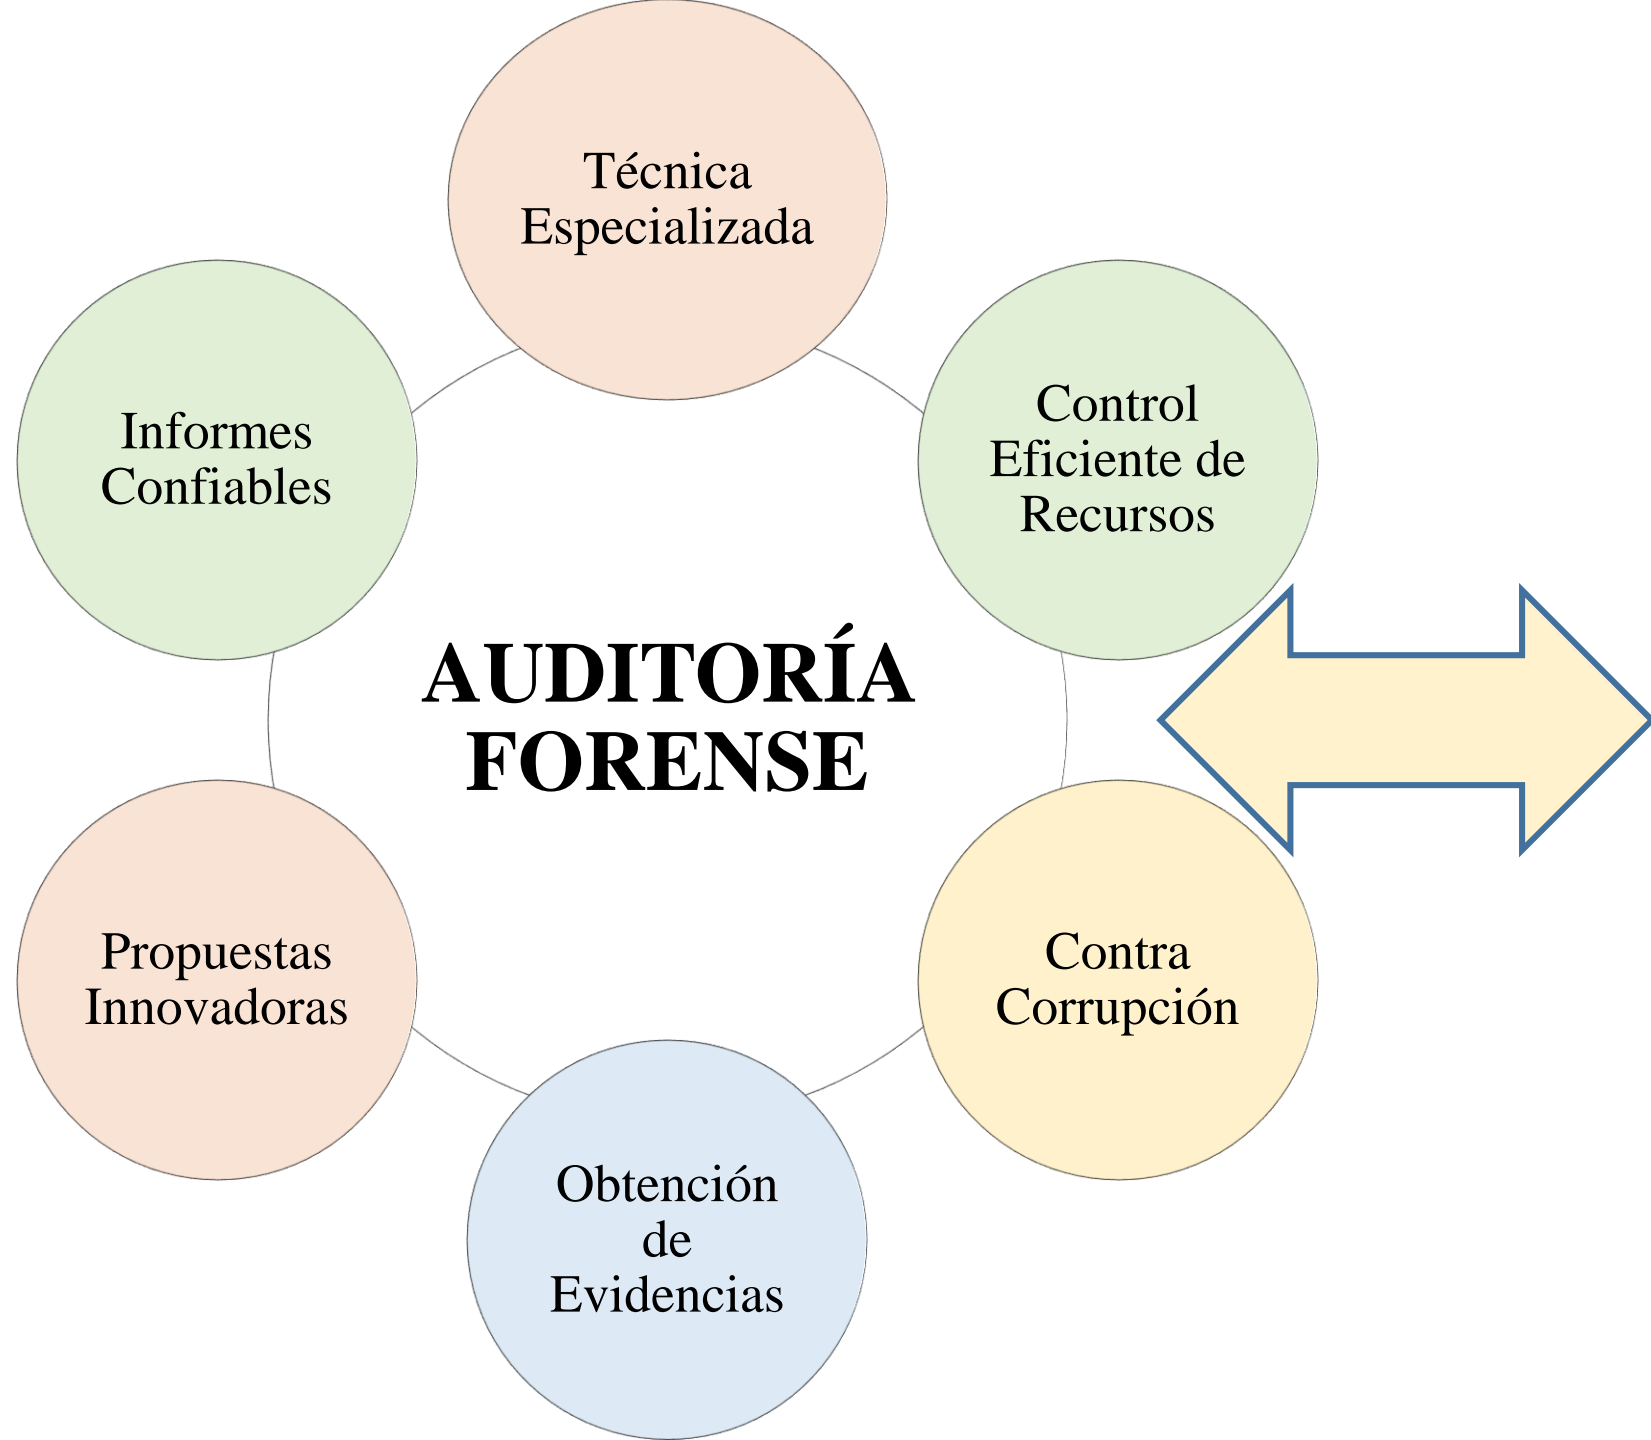 Técnica
Especializada
Control
Eficiente de
Recursos
Contra
Corrupción
Obtención
de
Evidencias
Propuestas
Innovadoras
Informes
Confiables
AUDITORÍA
FORENSE